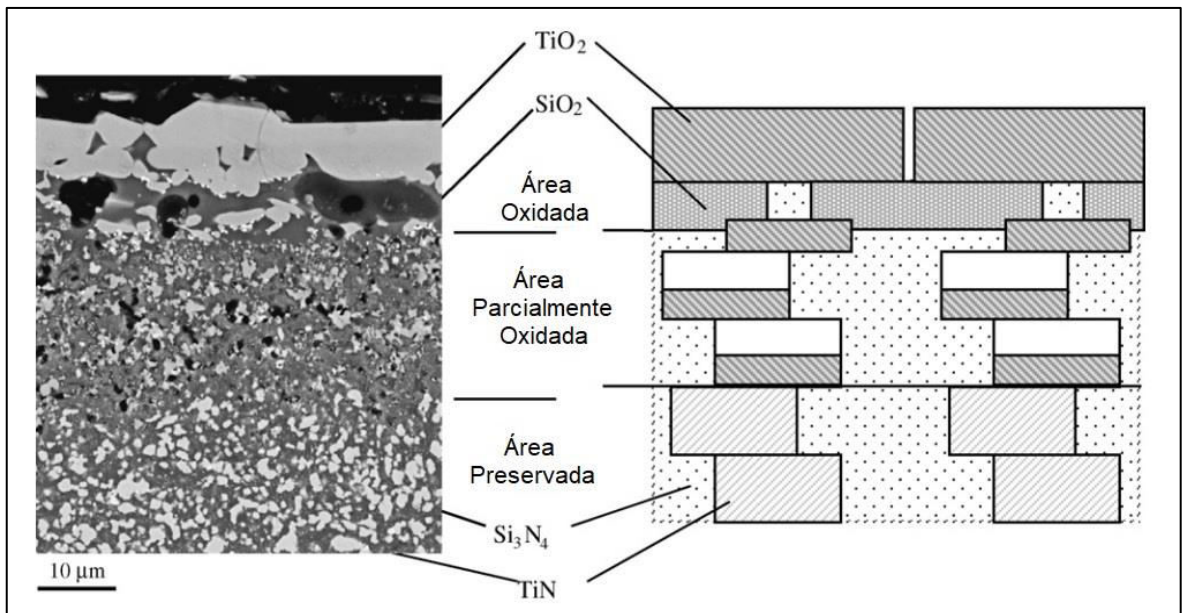 TiO₂
SiO₂
Área
Oxidada
Área
Parcialmente
Oxidada
Área
Preservada
Si₃N₄
TiN
10 µm